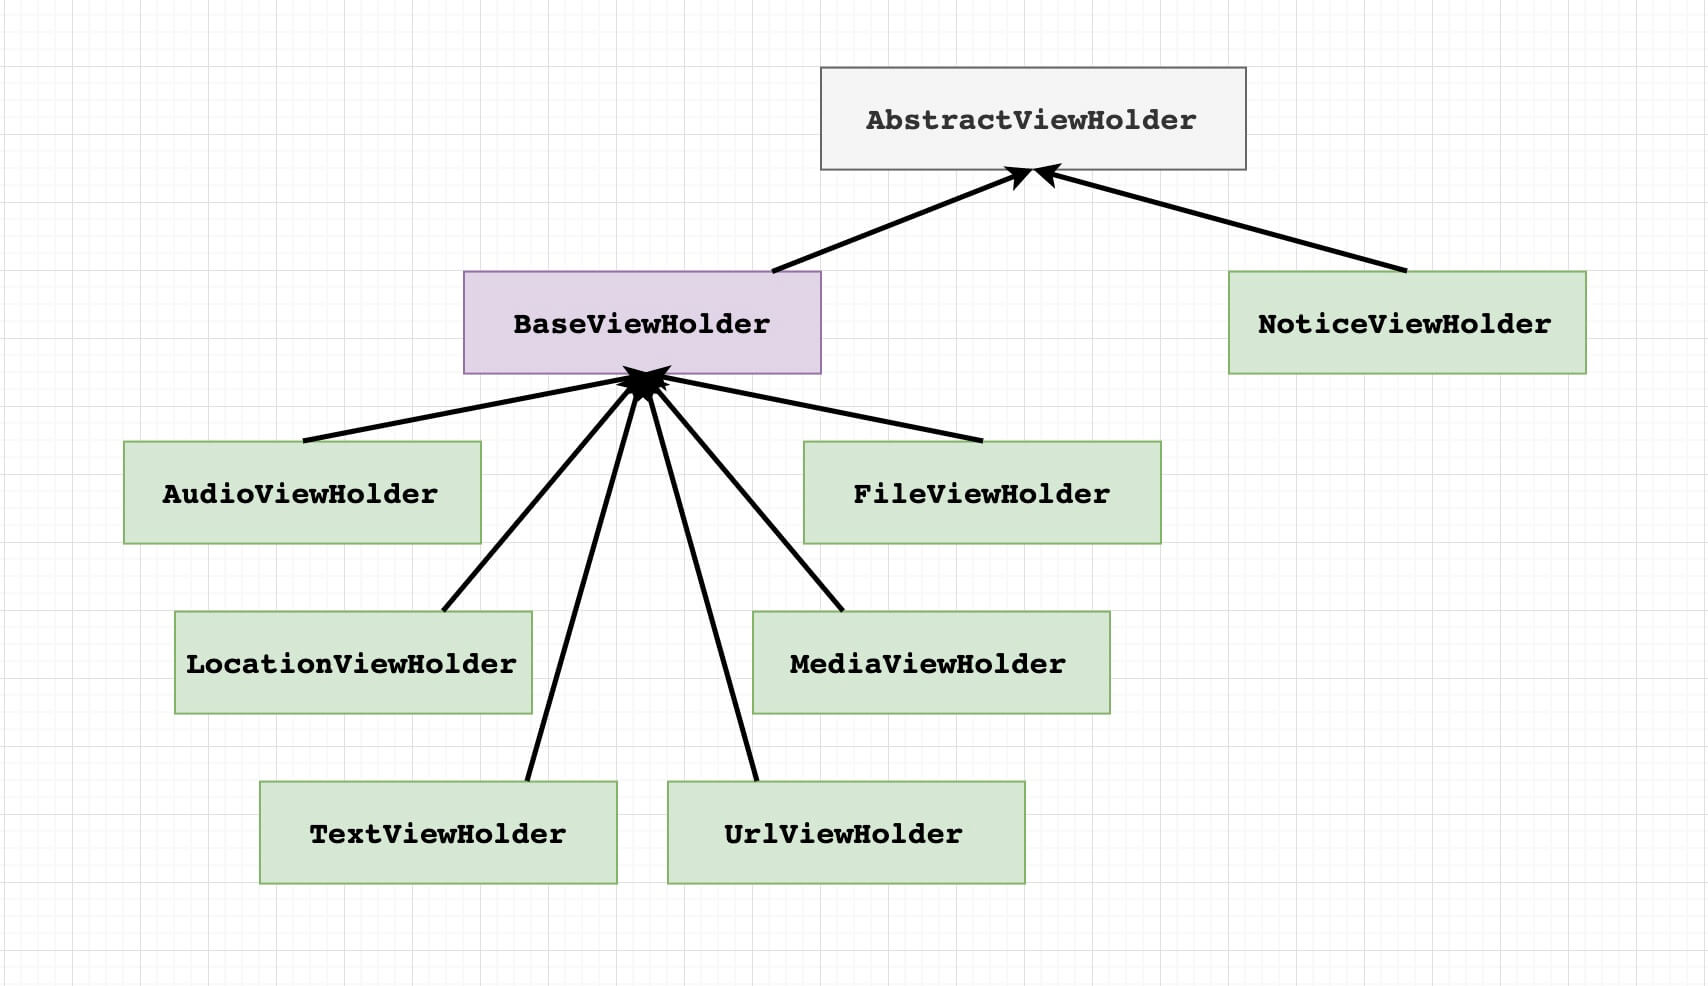 AbstractViewHolder
BaseViewHolder
NoticeViewHolder
AudioViewHolder
FileViewHolder
LocationViewHolder
MediaViewHolder
TextViewHolder
UrlViewHolder